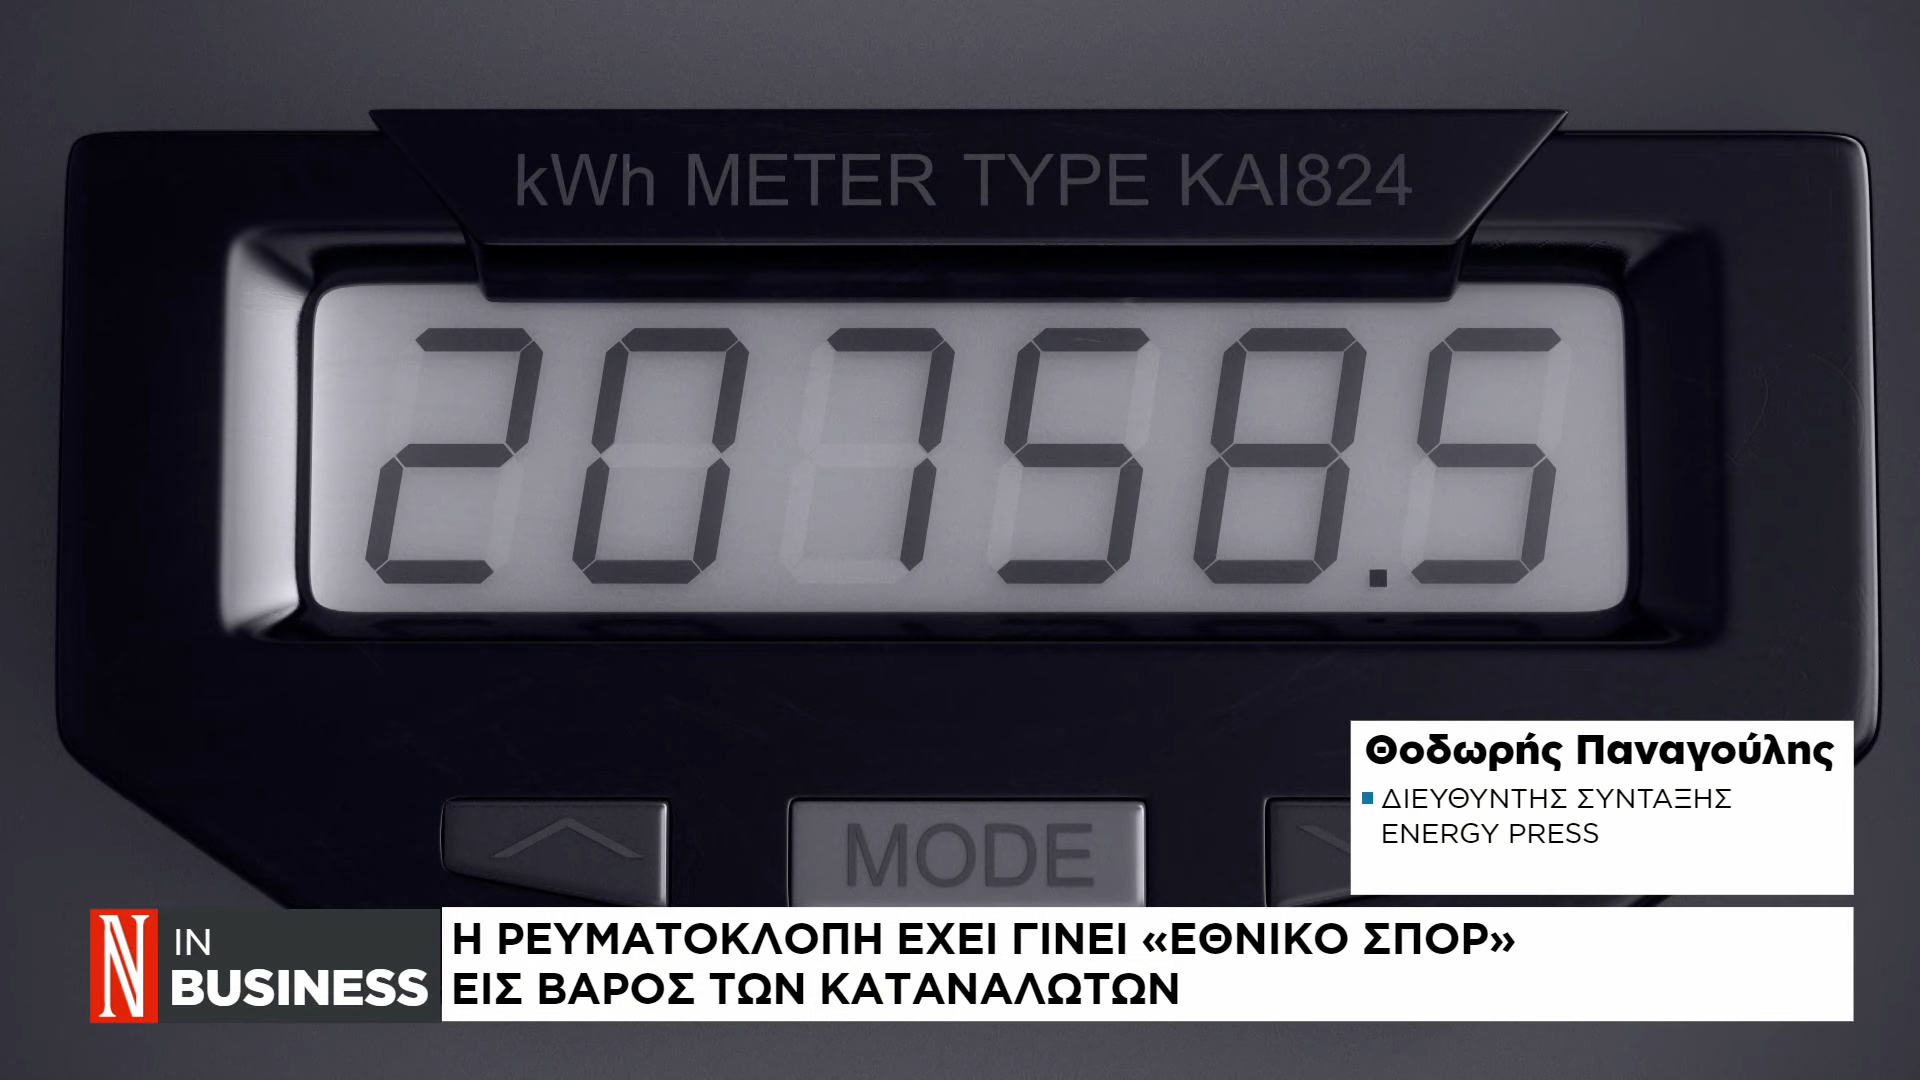 kWh METER TYPE KAI824
20758.5
MODE
Θοδωρής Παναγούλης
ΔΙΕΥΘΥΝΤΗΣ ΣΥΝΤΑΞΗΣ
ENERGY PRESS
N IN
BUSINESS
Η ΡΕΥΜΑΤΟΚΛΟΠΗ ΕΧΕΙ ΓΙΝΕΙ «ΕΘΝΙΚΟ ΣΠΟΡ»
ΕΙΣ ΒΑΡΟΣ ΤΩΝ ΚΑΤΑΝΑΛΩΤΩΝ